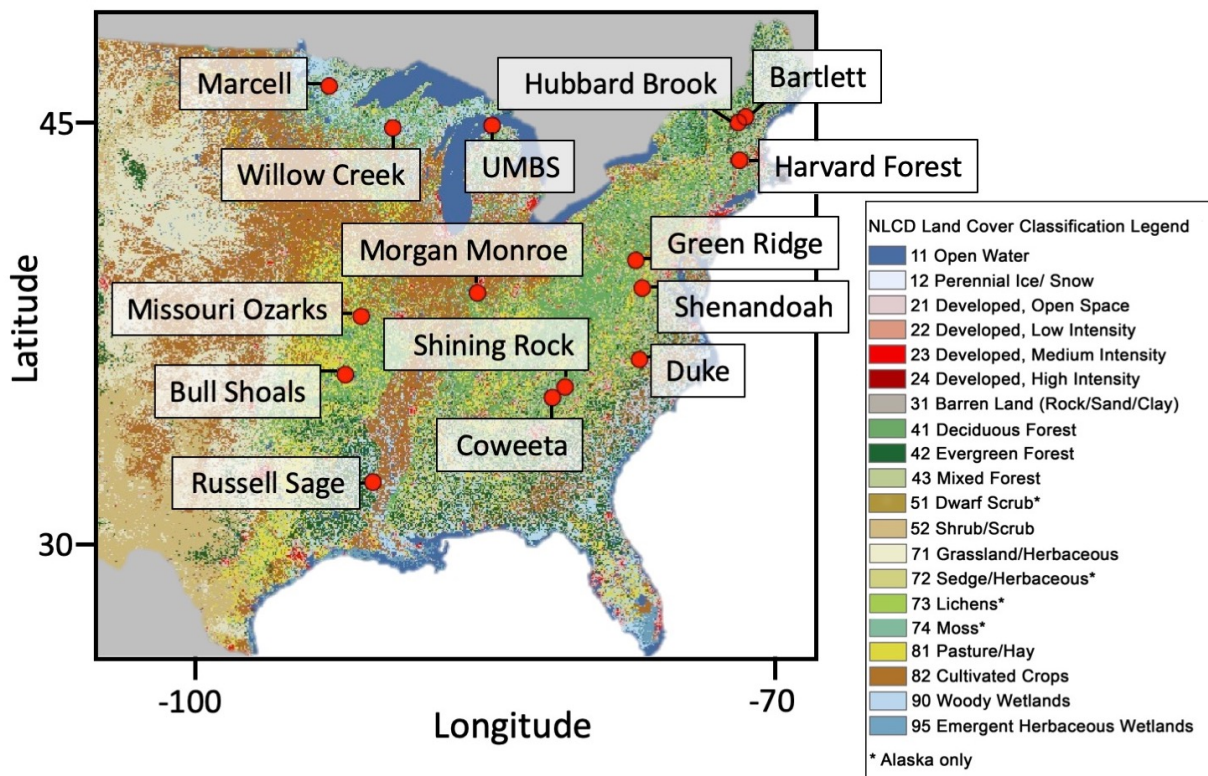 Marcell
Hubbard Brook
Bartlett
45
Willow Creek
UMBS
Harvard Forest
Morgan Monroe
Green Ridge
Missouri Ozarks
Shenandoah
Shining Rock
Bull Shoals
Duke
Coweeta
Russell Sage
30
Latitude
-100
-70
Longitude
NLCD Land Cover Classification Legend
11 Open Water
12 Perennial Ice/ Snow
21 Developed, Open Space
22 Developed, Low Intensity
23 Developed, Medium Intensity
24 Developed, High Intensity
31 Barren Land (Rock/Sand/Clay)
41 Deciduous Forest
42 Evergreen Forest
43 Mixed Forest
51 Dwarf Scrub*
52 Shrub/Scrub
71 Grassland/Herbaceous
72 Sedge/Herbaceous*
73 Lichens*
74 Moss*
81 Pasture/Hay
82 Cultivated Crops
90 Woody Wetlands
95 Emergent Herbaceous Wetlands
* Alaska only